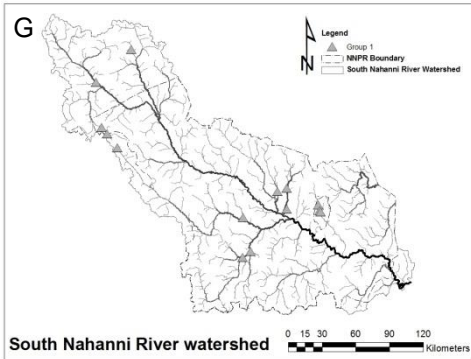 G
Legend
Group 1
NNPR Boundary
South Nahanni River Watershed
N
South Nahanni River watershed
0 15 30 60 90 120
Kilometers